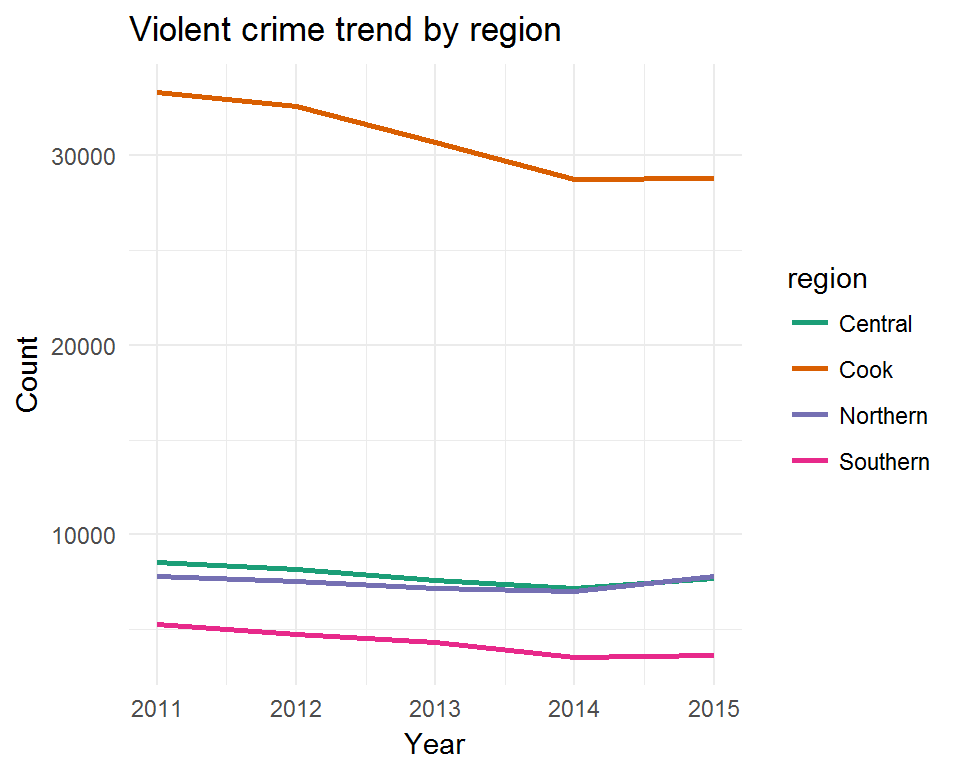 Violent crime trend by region
30000
20000
10000
Count
2011 2012 2013 2014 2015
Year
region
Central
Cook
Northern
Southern